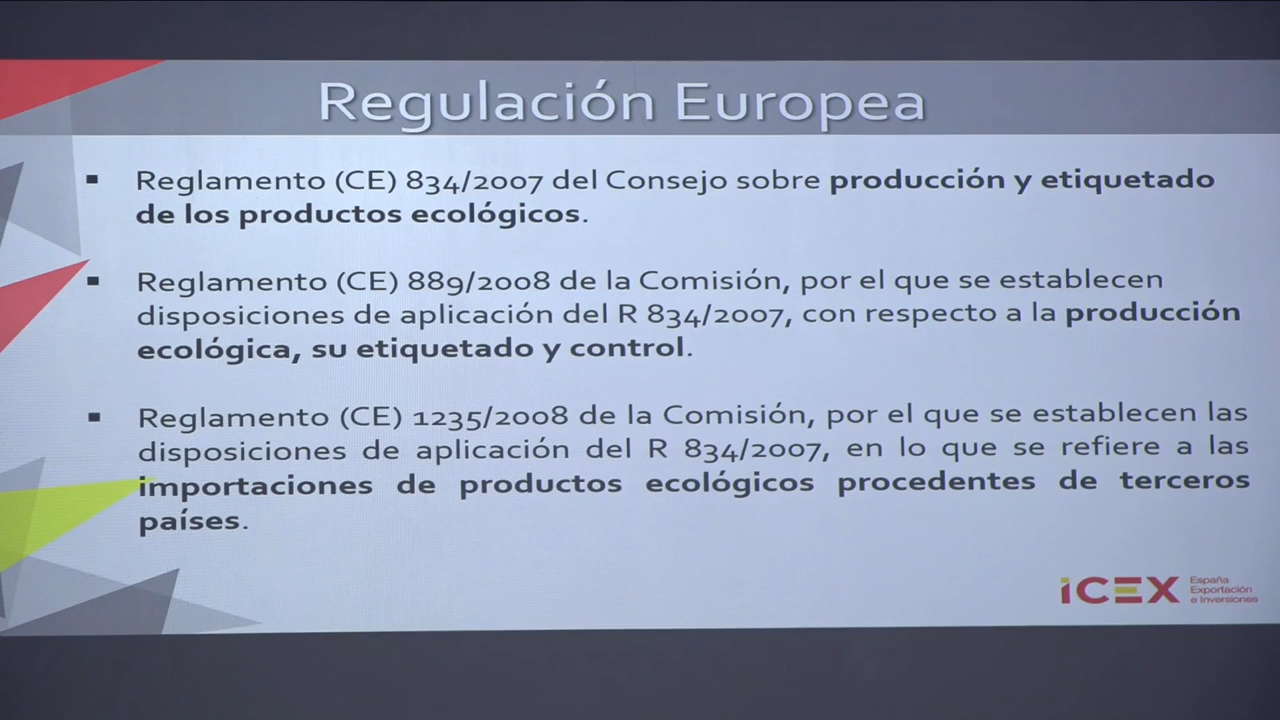 Regulación Europea
▪ Reglamento (CE) 834/2007 del Consejo sobre producción y etiquetado
de los productos ecológicos.
▪ Reglamento (CE) 889/2008 de la Comisión, por el que se establecen
disposiciones de aplicación del R 834/2007, con respecto a la producción
ecológica, su etiquetado y control.
▪ Reglamento (CE) 1235/2008 de la Comisión, por el que se establecen las
disposiciones de aplicación del R 834/2007, en lo que se refiere a las
importaciones de productos ecológicos procedentes de terceros
países.
iCEX
España
Exportación
e Inversiones